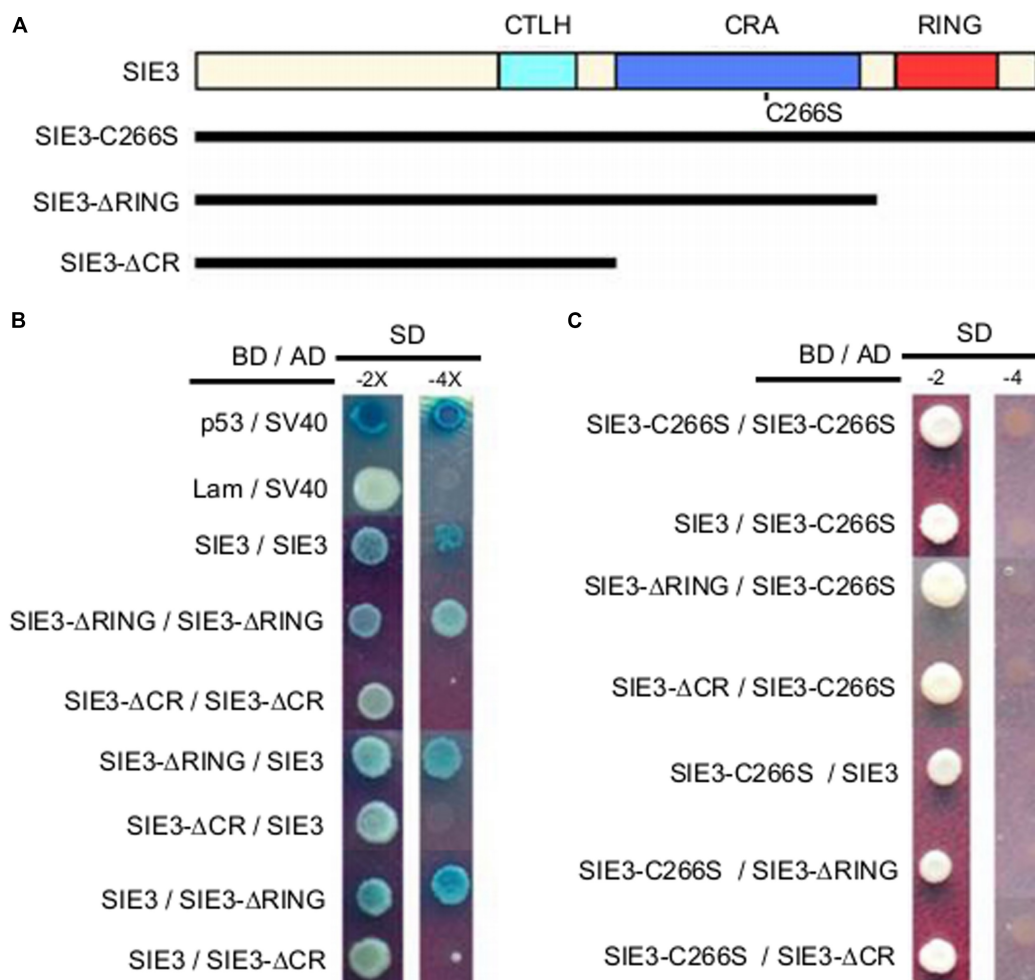 A
CTLH CRA RING
SIE3
C266S
SIE3-C266S
SIE3-ΔRING
SIE3-ΔCR
B
SD
BD / AD
-2X -4X
p53 / SV40
Lam / SV40
SIE3 / SIE3
SIE3-ΔRING / SIE3-ΔRING
SIE3-ΔCR / SIE3-ΔCR
SIE3-ΔRING / SIE3
SIE3-ΔCR / SIE3
SIE3 / SIE3-ΔRING
SIE3 / SIE3-ΔCR
C
SD
BD / AD
-2 -4
SIE3-C266S / SIE3-C266S
SIE3 / SIE3-C266S
SIE3-ΔRING / SIE3-C266S
SIE3-ΔCR / SIE3-C266S
SIE3-C266S / SIE3
SIE3-C266S / SIE3-ΔRING
SIE3-C266S / SIE3-ΔCR